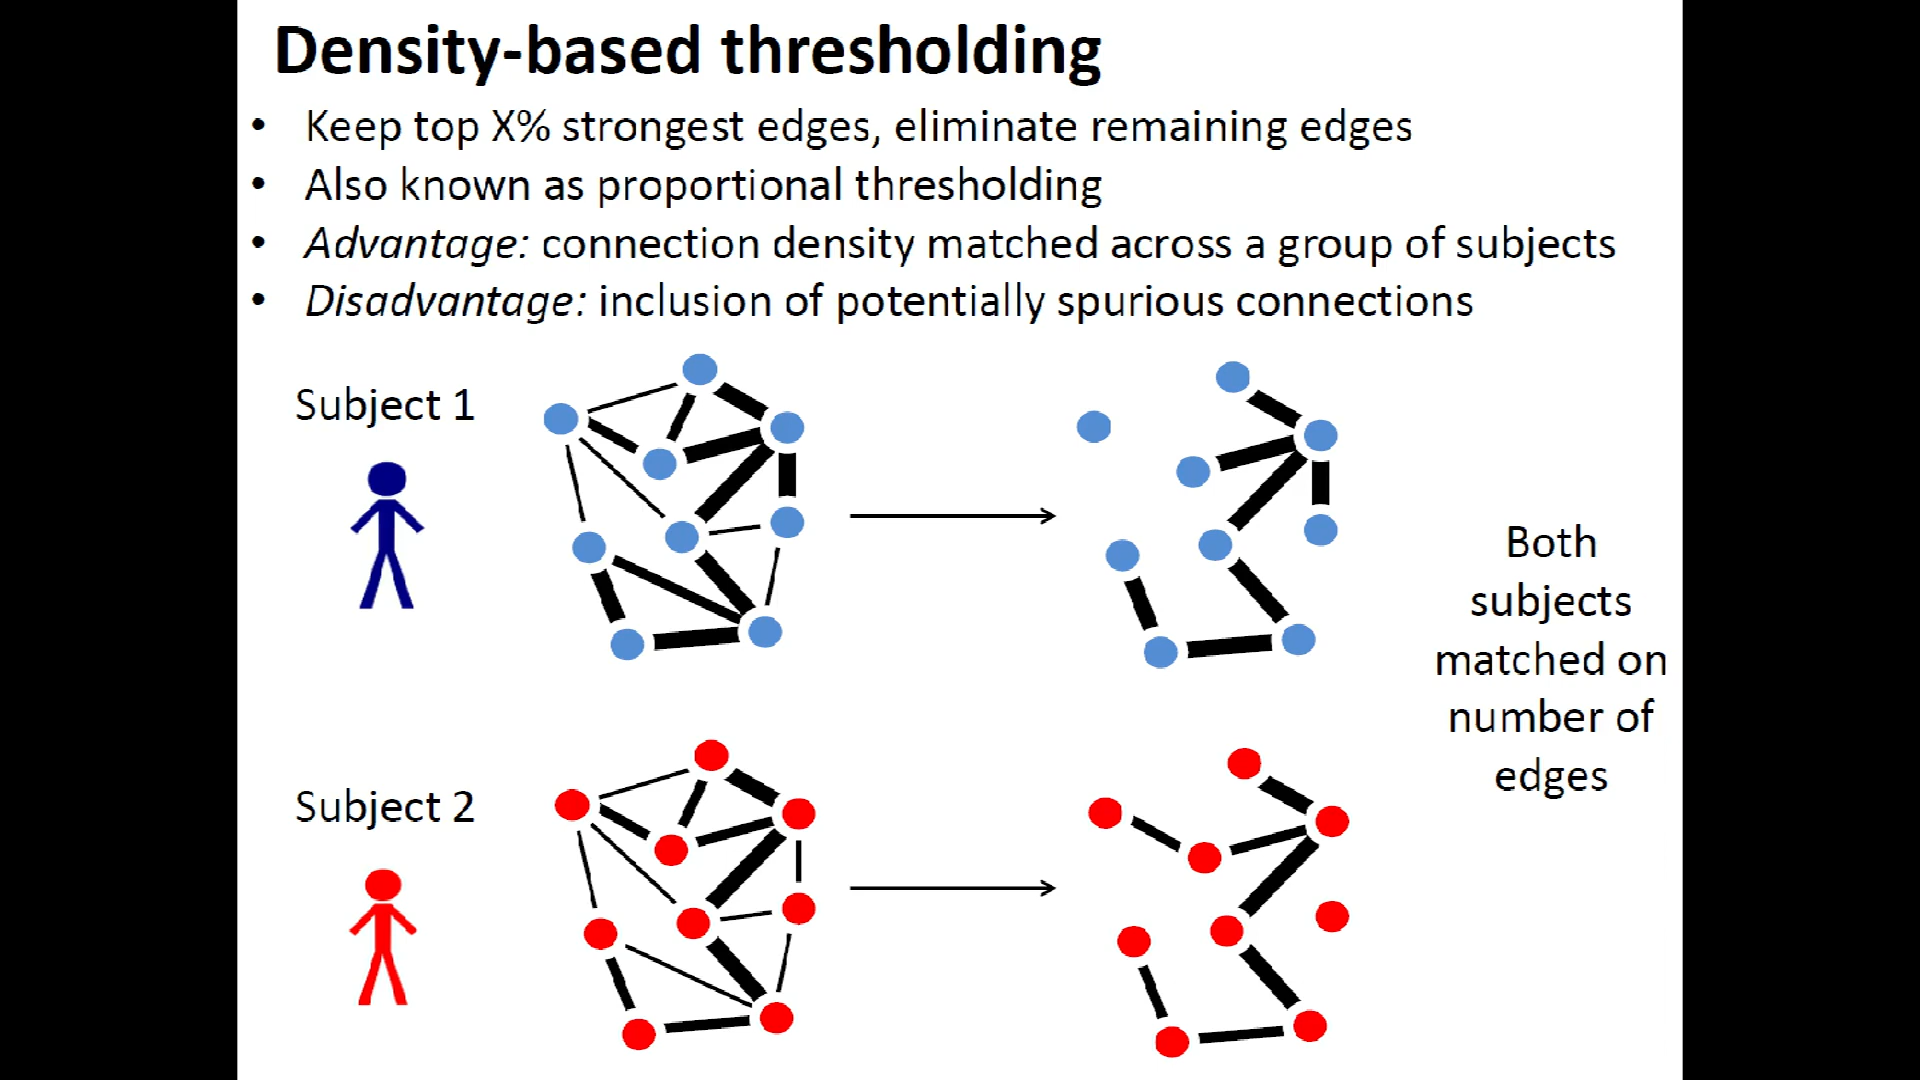 Density-based thresholding
• Keep top X% strongest edges, eliminate remaining edges
• Also known as proportional thresholding
• Advantage: connection density matched across a group of subjects
• Disadvantage: inclusion of potentially spurious connections
Subject 1
Both
subjects
matched on
number of
edges
Subject 2